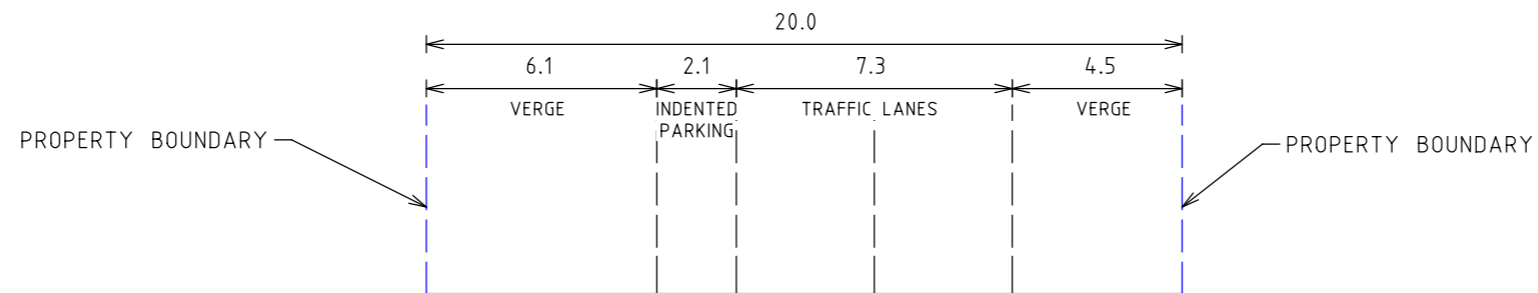 20.0
6.1 2.1 7.3 4.5
VERGE INDENTED TRAFFIC LANES VERGE
PARKING
PROPERTY BOUNDARY PROPERTY BOUNDARY